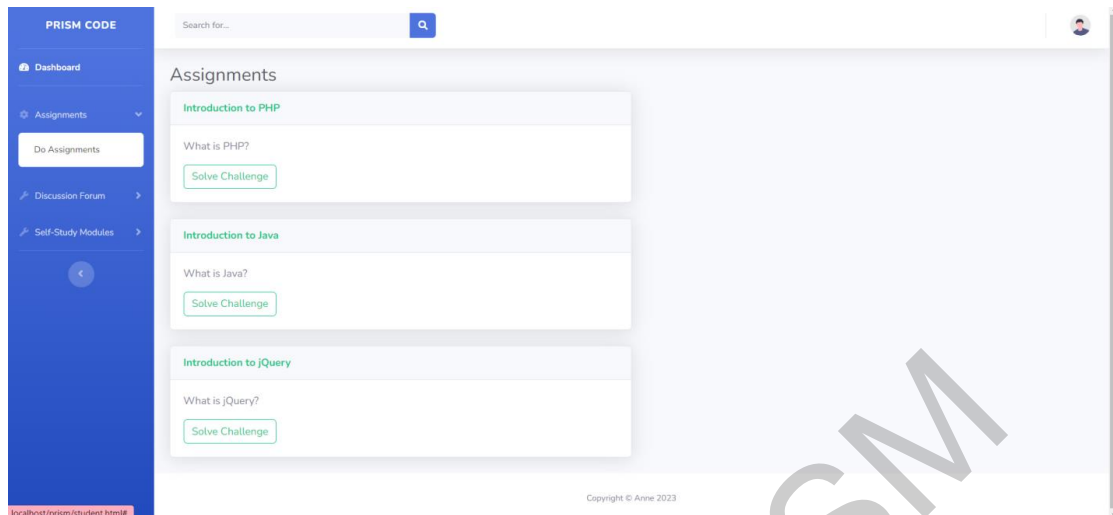 PRISM CODE
Search for...
Dashboard
Assignments
Assignments
Introduction to PHP
Do Assignments
What is PHP?
Solve Challenge
Discussion Forum
Self-Study Modules
Introduction to Java
What is Java?
Solve Challenge
Introduction to jQuery
What is jQuery?
Solve Challenge
Copyright © Anne 2023
localhost/prism/student.html#
SM